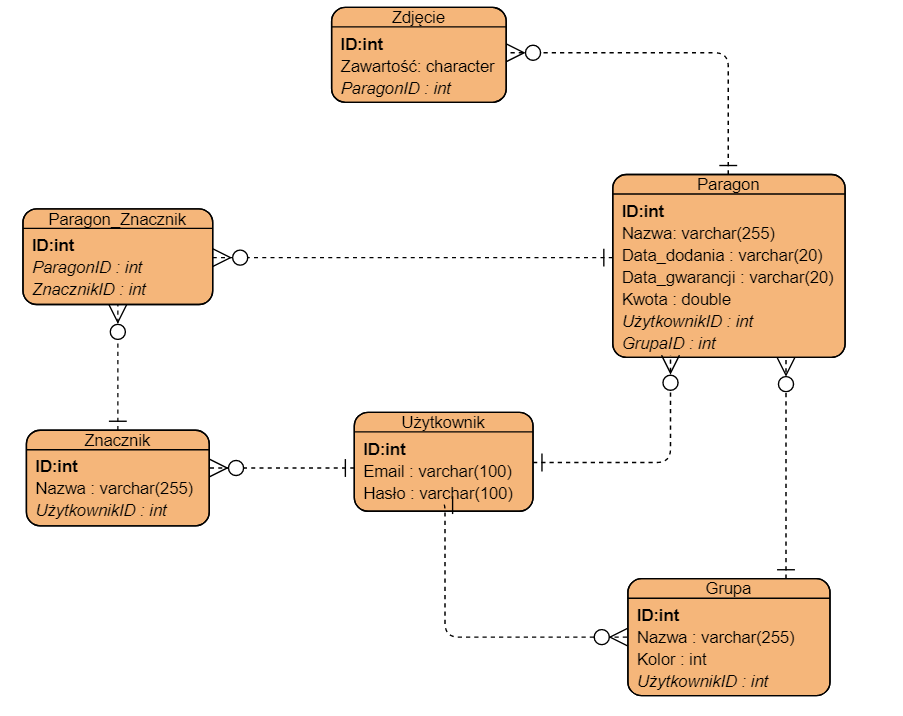 Zdjęcie
ID:int
Zawartość: character
ParagonID : int
Paragon
ID:int
Nazwa: varchar(255)
Data_dodania : varchar(20)
Data_gwarancji : varchar(20)
Kwota : double
UżytkownikID : int
GrupaID : int
Paragon_Znacznik
ID:int
ParagonID : int
ZnacznikID : int
Znacznik
ID:int
Nazwa : varchar(255)
UżytkownikID : int
Użytkownik
ID:int
Email : varchar(100)
Hasło : varchar(100)
Grupa
ID:int
Nazwa : varchar(255)
Kolor : int
UżytkownikID : int